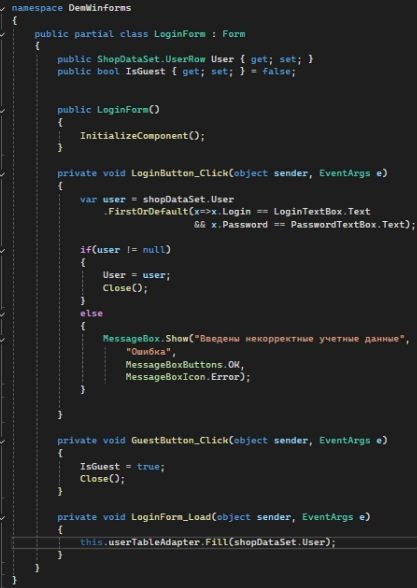 namespace DemWinforms
{
public partial class LoginForm : Form
{
public ShopDataSet.UserRow User { get; set; }
public bool IsGuest { get; set; } = false;
public LoginForm()
{
InitializeComponent();
}
private void LoginButton_Click(object sender, EventArgs e)
{
var user = shopDataSet.User
.FirstOrDefault(x=>x.Login == LoginTextBox.Text
&& x.Password == PasswordTextBox.Text);
if(user != null)
{
User = user;
Close();
}
else
{
MessageBox.Show("Введены некорректные учетные данные",
"Ошибка",
MessageBoxButtons.OK,
MessageBoxIcon.Error);
}
}
private void GuestButton_Click(object sender, EventArgs e)
{
IsGuest = true;
Close();
}
private void LoginForm_Load(object sender, EventArgs e)
{
this.userTableAdapter.Fill(shopDataSet.User);
}
}
}